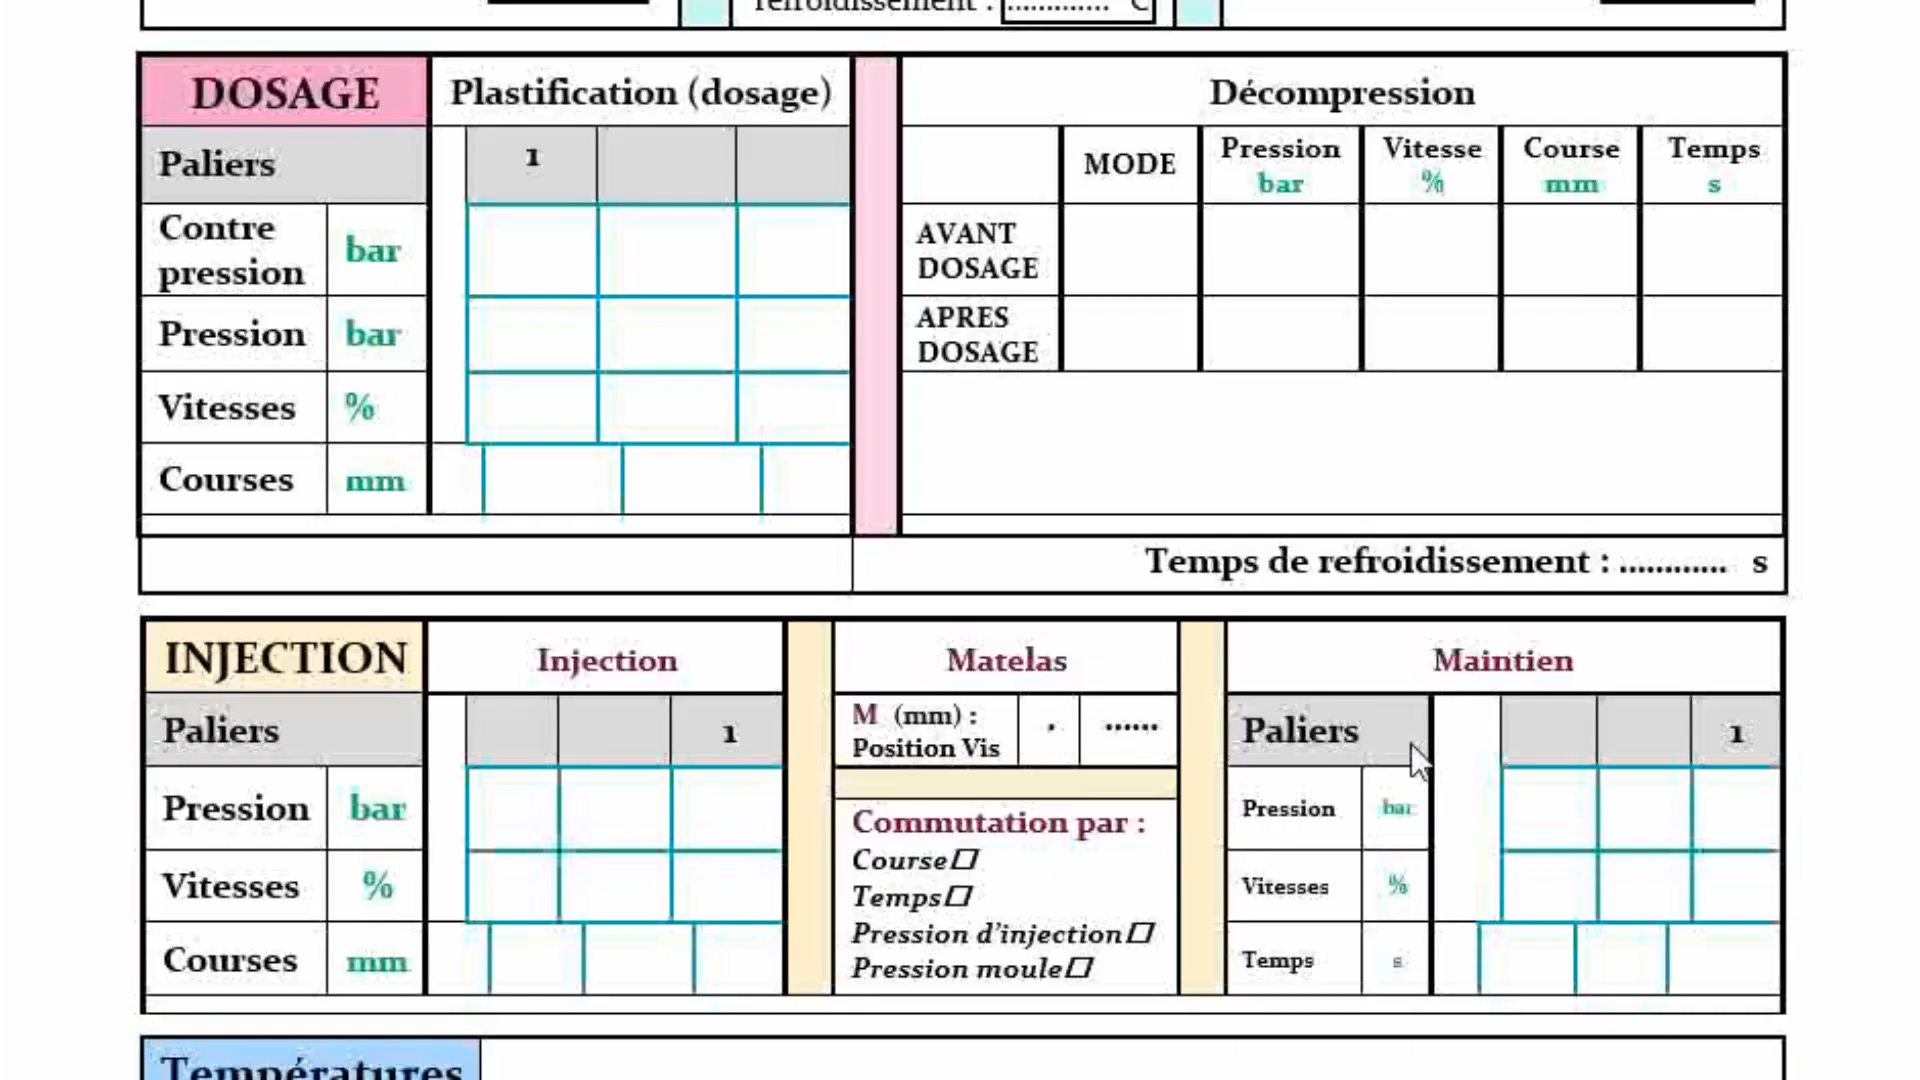 refroidissement : ............. °C
DOSAGE Plastification (dosage) Décompression
Paliers 1 MODE Pression bar Vitesse % Course mm Temps s
Contre pression bar
AVANT DOSAGE
Pression bar
APRES DOSAGE
Vitesses %
Courses mm
Temps de refroidissement : ............ s
INJECTION Injection Matelas Maintien
Paliers 1
M (mm) : . ......
Position Vis
Paliers 1
Pression bar
Vitesses %
Courses mm
Commutation par :
Course☐
Temps☐
Pression d'injection☐
Pression moule☐
Pression bar
Vitesses %
Temps s
Températures